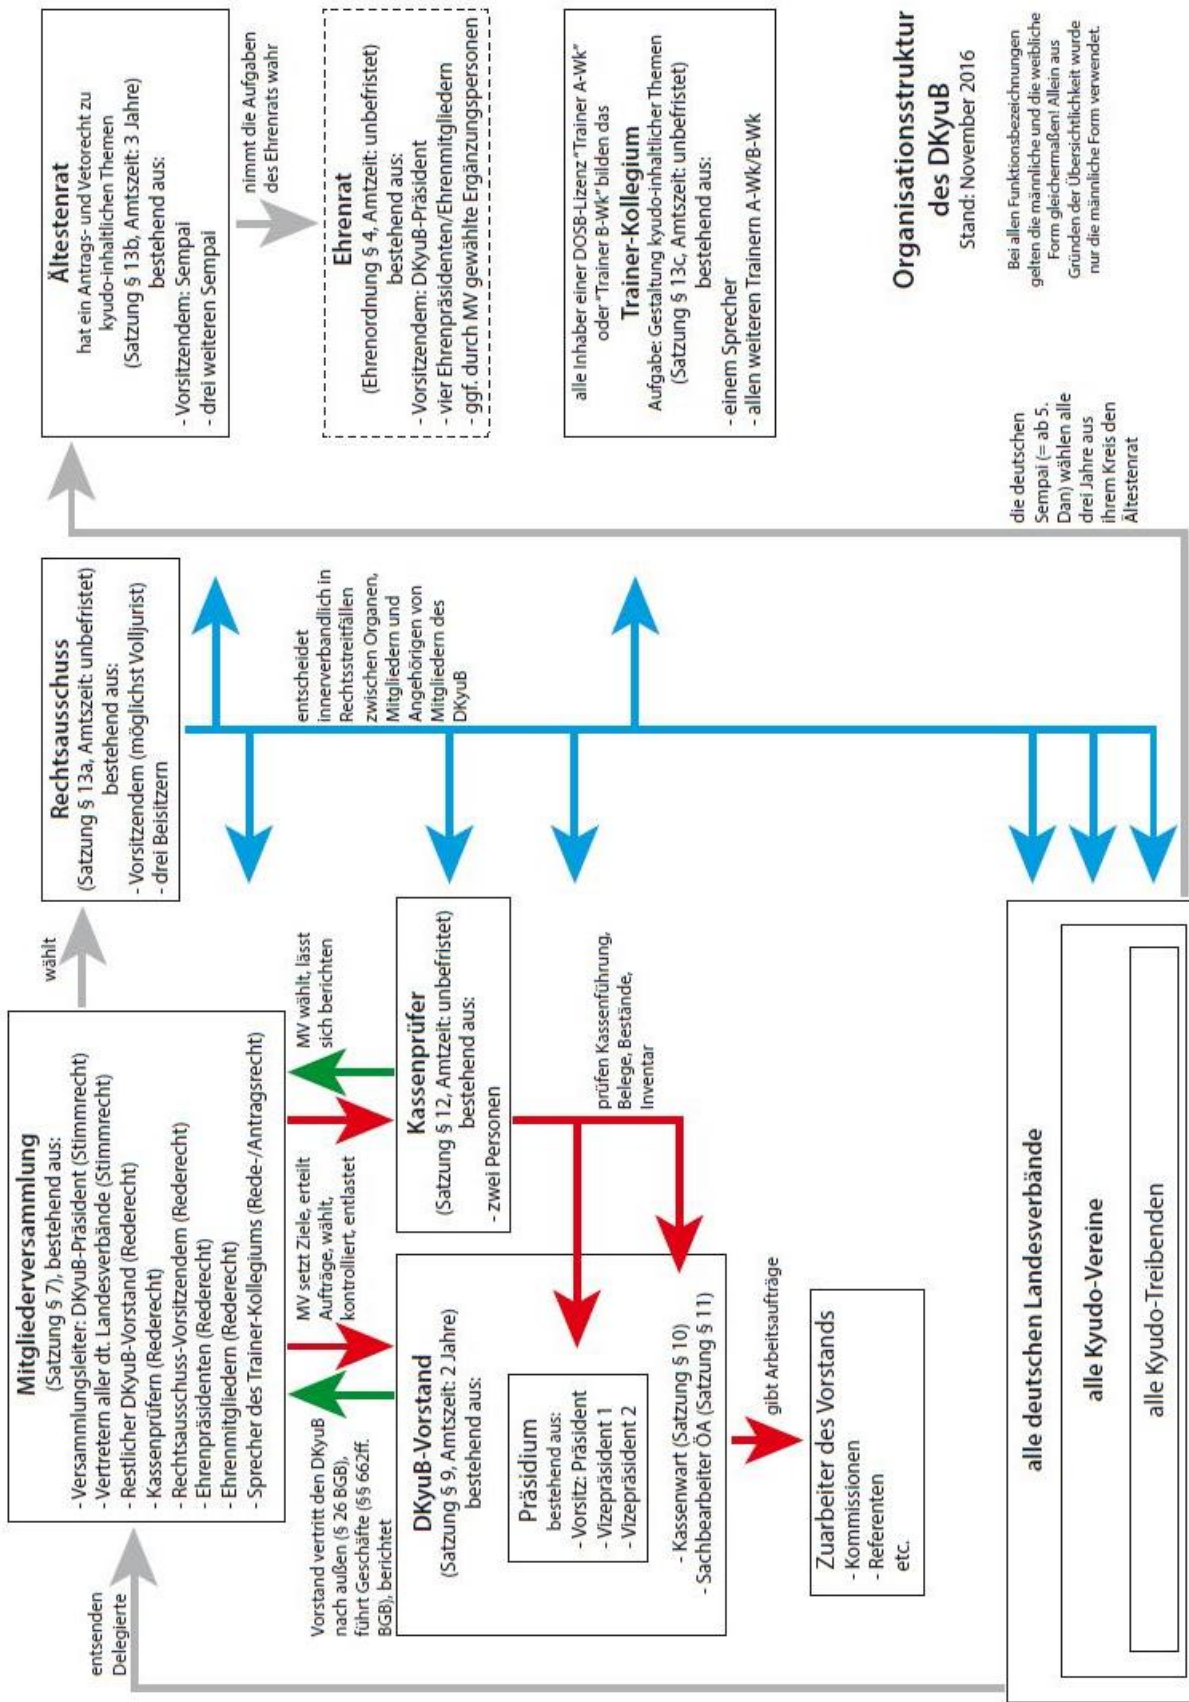 entsenden
Delegierte
Mitgliederversammlung
(Satzung § 7), bestehend aus:
- Versammlungsleiter: DKyuB-Präsident (Stimmrecht)
- Vertretern aller dt. Landesverbände (Stimmrecht)
- Restlicher DKyuB-Vorstand (Rederecht)
- Kassenprüfern (Rederecht)
- Rechtsausschuss-Vorsitzendem (Rederecht)
- Ehrenpräsidenten (Rederecht)
- Ehrenmitgliedern (Rederecht)
- Sprecher des Trainer-Kollegiums (Rede-/Antragsrecht)
wählt
Rechtsausschuss
(Satzung § 13a, Amtszeit: unbefristet)
bestehend aus:
- Vorsitzendem (möglichst Volljurist)
- drei Beisitzern
Ältestenrat
hat ein Antrags- und Vetorecht zu
kyudo-inhaltlichen Themen
(Satzung § 13b, Amtszeit: 3 Jahre)
bestehend aus:
- Vorsitzendem: Sempai
- drei weiteren Sempai
nimmt die Aufgaben
des Ehrenrats wahr
Vorstand vertritt den DKyuB
nach außen (§ 26 BGB),
führt Geschäfte (§§ 662ff.
BGB), berichtet
MV setzt Ziele, erteilt
Aufträge, wählt,
kontrolliert, entlastet
MV wählt, lässt
sich berichten
entscheidet
innerverbandlich in
Rechtsstreitfällen
zwischen Organen,
Mitgliedern und
Angehörigen von
Mitgliedern des
DKyuB
Ehrenrat
(Ehrenordnung § 4, Amtzeit: unbefristet)
bestehend aus:
- Vorsitzendem: DKyuB-Präsident
- vier Ehrenpräsidenten/Ehrenmitgliedern
- ggf. durch MV gewählte Ergänzungspersonen
DKyuB-Vorstand
(Satzung § 9, Amtszeit: 2 Jahre)
bestehend aus:
Präsidium
bestehend aus:
- Vorsitz: Präsident
- Vizepräsident 1
- Vizepräsident 2
- Kassenwart (Satzung § 10)
- Sachbearbeiter ÖA (Satzung § 11)
Kassenprüfer
(Satzung § 12, Amtzeit: unbefristet)
bestehend aus:
- zwei Personen
prüfen Kassenführung,
Belege, Bestände,
Inventar
alle Inhaber einer DOSB-Lizenz "Trainer A-Wk"
oder "Trainer B-Wk" bilden das
Trainer-Kollegium
Aufgabe: Gestaltung kyudo-inhaltlicher Themen
(Satzung § 13c, Amtszeit: unbefristet)
bestehend aus:
- einem Sprecher
- allen weiteren Trainern A-Wk/B-Wk
gibt Arbeitsaufträge
Zuarbeiter des Vorstands
- Kommissionen
- Referenten
etc.
alle deutschen Landesverbände
alle Kyudo-Vereine
alle Kyudo-Treibenden
die deutschen
Sempai (= ab 5.
Dan) wählen alle
drei Jahre aus
ihrem Kreis den
Ältestenrat
Organisationsstruktur
des DKyuB
Stand: November 2016
Bei allen Funktionsbezeichnungen
gelten die männliche und die weibliche
Form gleichermaßen! Allein aus
Gründen der Übersichtlichkeit wurde
nur die männliche Form verwendet.